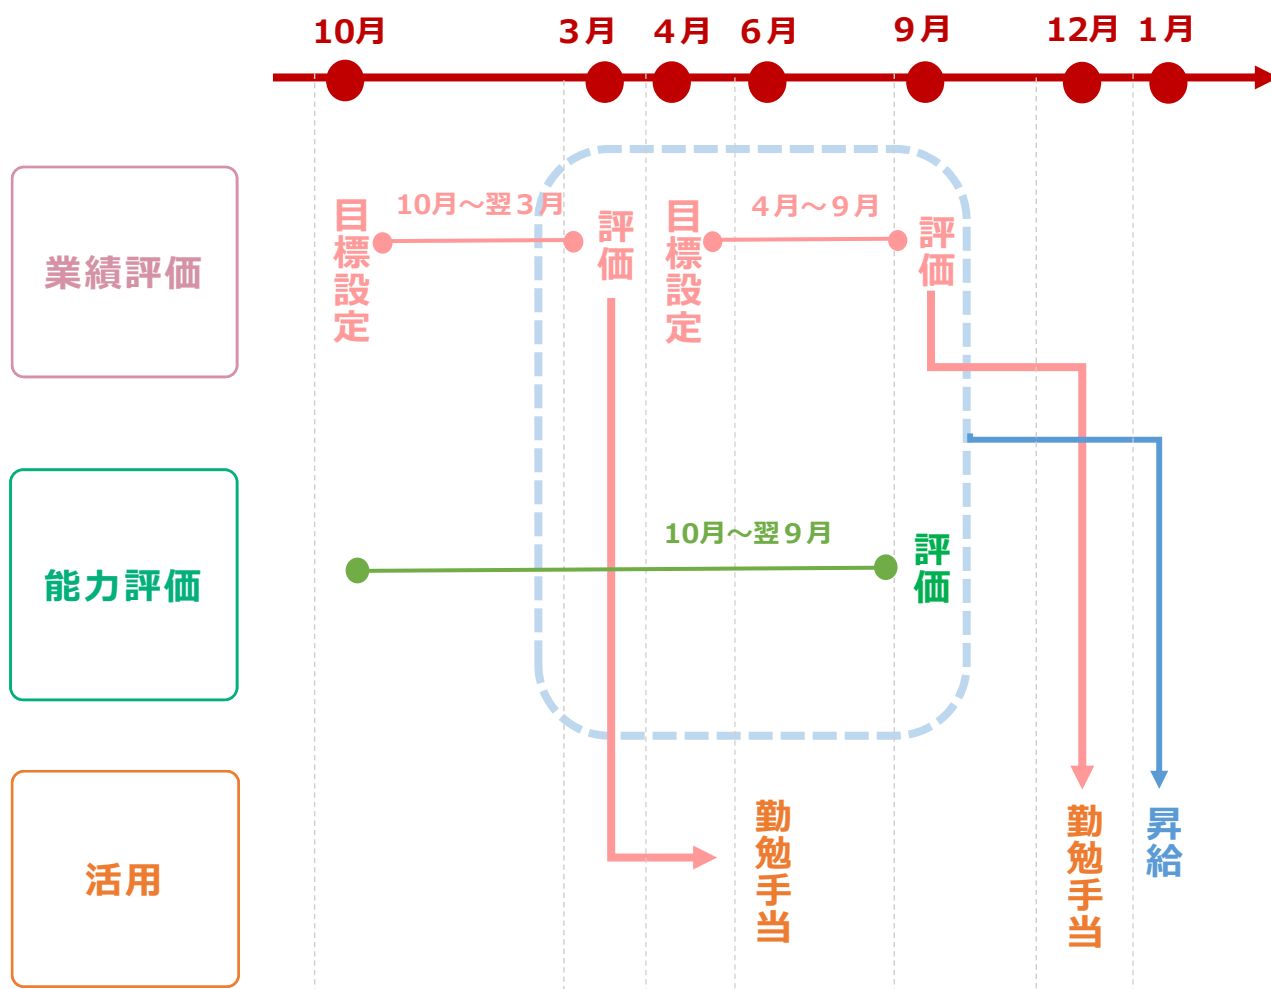 10月
３月
４月
６月
９月
12月
１月
業績評価
目標設定
10月～翌３月
評価
目標設定
４月～９月
評価
能力評価
10月～翌９月
評価
活用
勤勉手当
勤勉手当
昇給